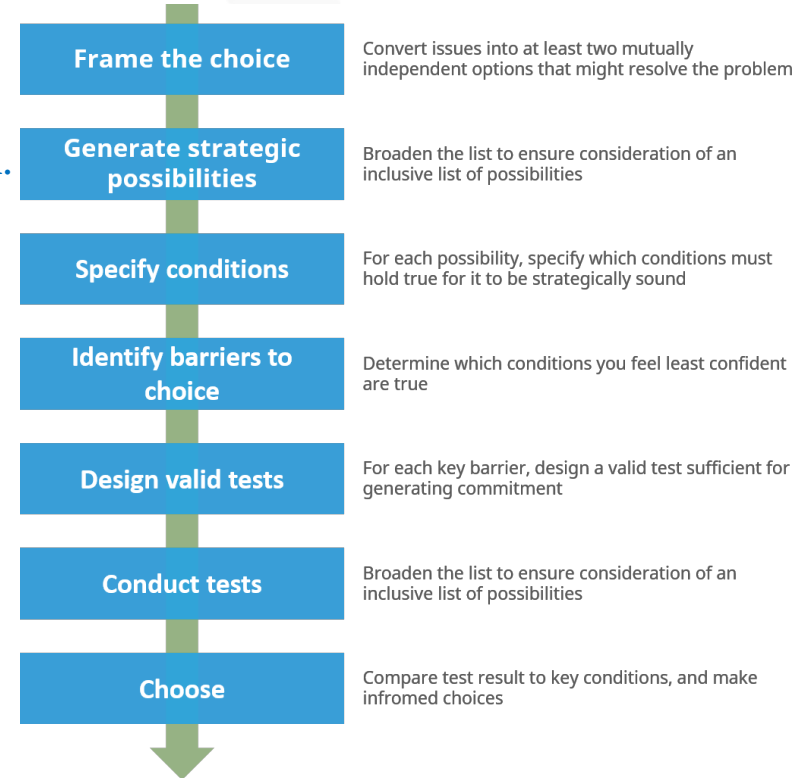 Frame the choice
Convert issues into at least two mutually
independent options that might resolve the problem
Generate strategic
possibilities
Broaden the list to ensure consideration of an
inclusive list of possibilities
Specify conditions
For each possibility, specify which conditions must
hold true for it to be strategically sound
Identify barriers to
choice
Determine which conditions you feel least confident
are true
Design valid tests
For each key barrier, design a valid test sufficient for
generating commitment
Conduct tests
Broaden the list to ensure consideration of an
inclusive list of possibilities
Choose
Compare test result to key conditions, and make
infromed choices